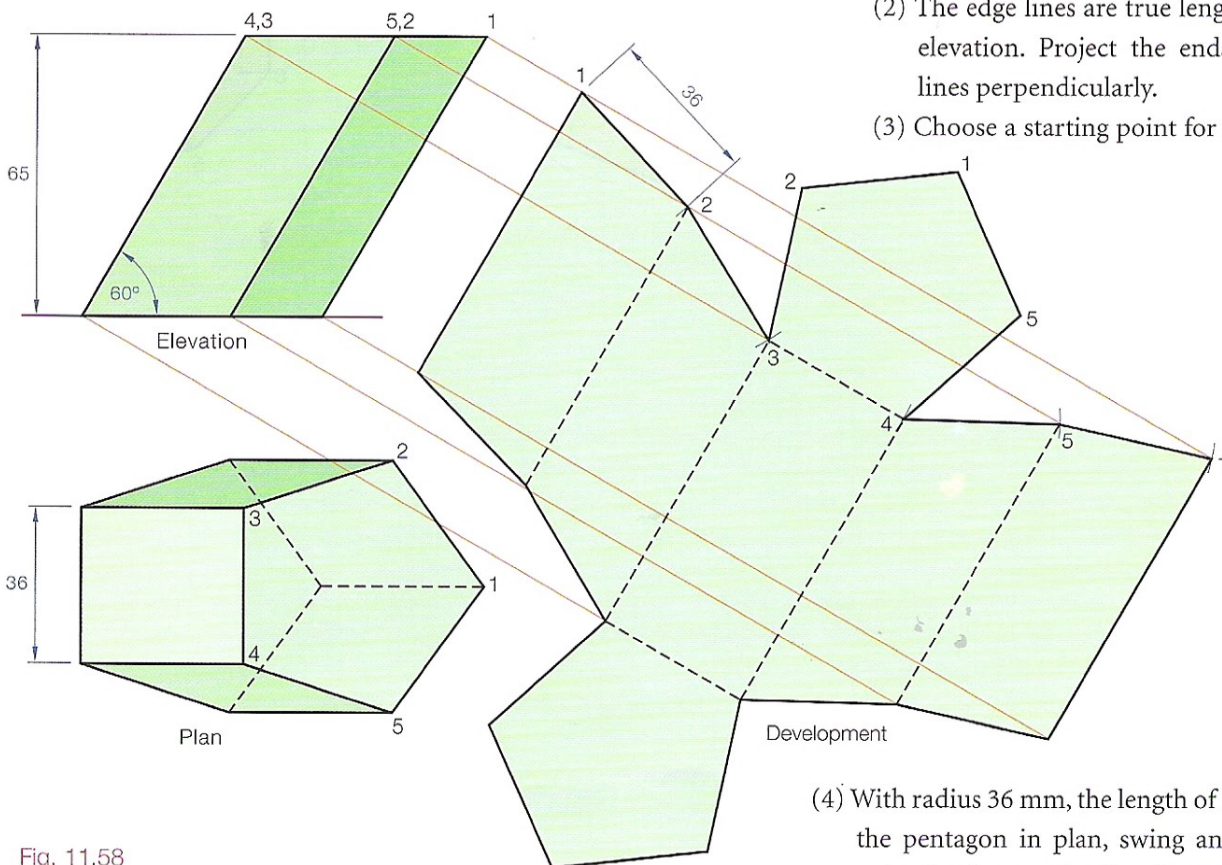 (2) The edge lines are true leng
elevation. Project the end
lines perpendicularly.
(3) Choose a starting point for
4,3 5,2 1
65
60°
Elevation
1
36
2
3
2
1
5
4
5
2
3
36
1
4
5
Plan
Development
(4) With radius 36 mm, the length of
the pentagon in plan, swing an
Fig. 11.58